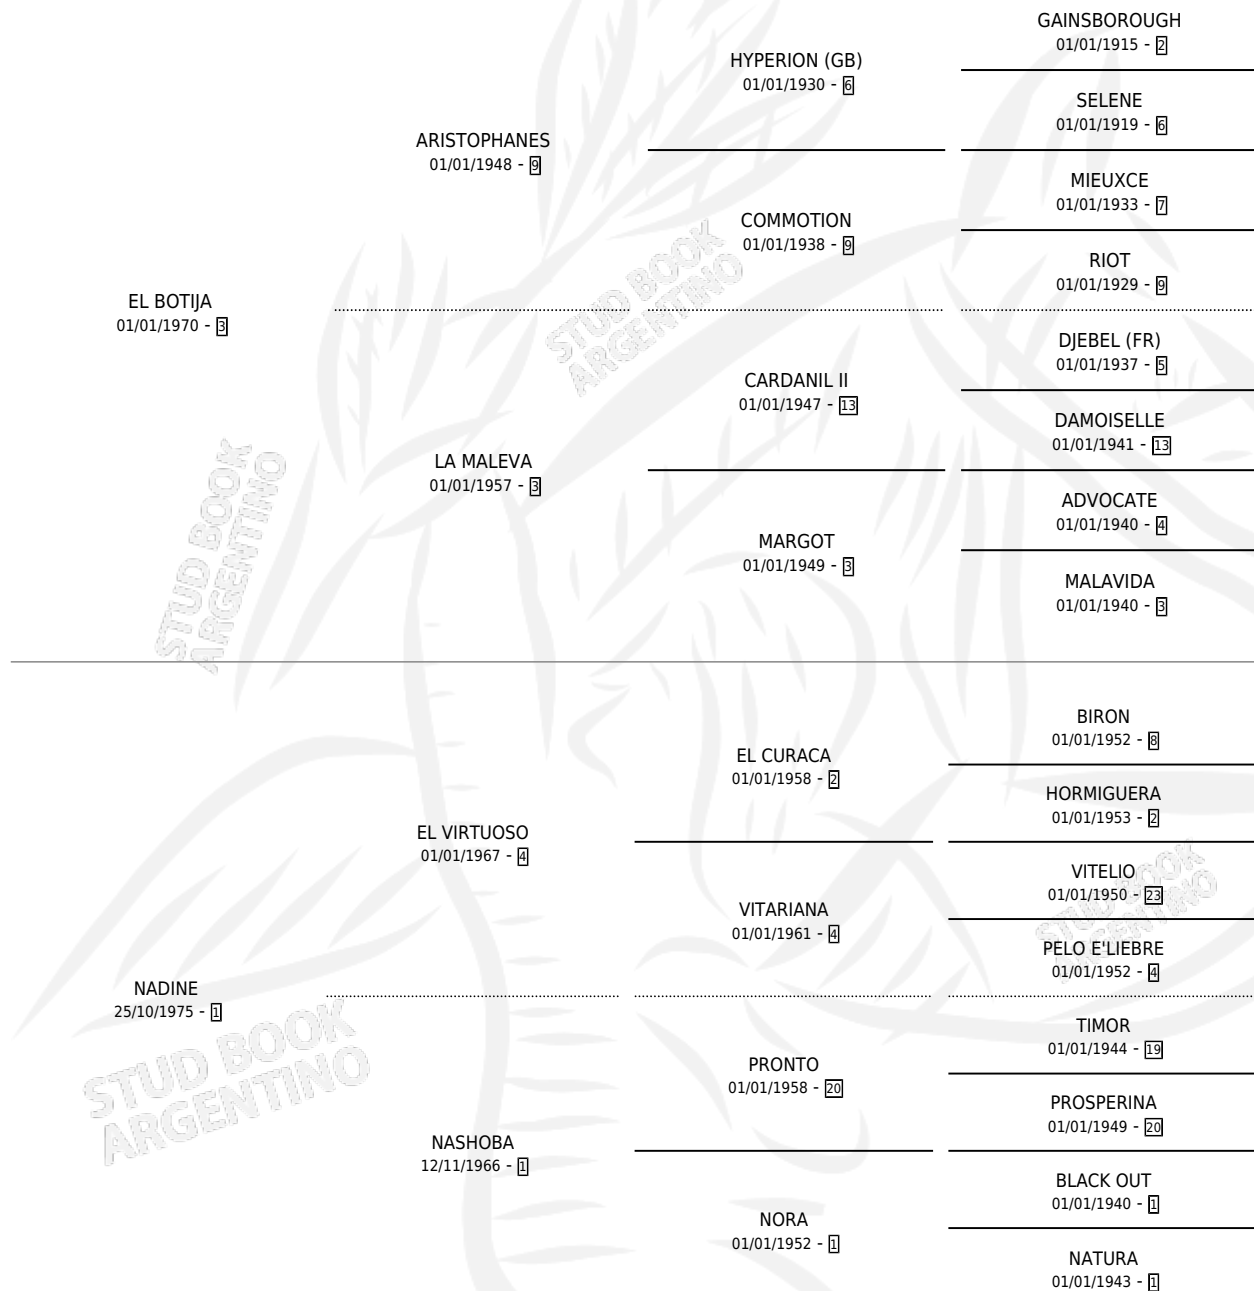 GAINSBOROUGH
01/01/1915 - 2
HYPERION (GB)
01/01/1930 - 6
SELENE
01/01/1919 - 6
ARISTOPHANES
01/01/1948 - 9
MIEUXCE
01/01/1933 - 7
COMMOTION
01/01/1938 - 9
RIOT
01/01/1929 - 9
EL BOTIJA
01/01/1970 - 3
DJEBEL (FR)
01/01/1937 - 5
CARDANIL II
01/01/1947 - 13
DAMOISELLE
01/01/1941 - 13
LA MALEVA
01/01/1957 - 3
ADVOCATE
01/01/1940 - 4
MARGOT
01/01/1949 - 3
MALAVIDA
01/01/1940 - 3
BIRON
01/01/1952 - 8
EL CURACA
01/01/1958 - 2
HORMIGUERA
01/01/1953 - 2
EL VIRTUOSO
01/01/1967 - 4
VITELIO
01/01/1950 - 23
VITARIANA
01/01/1961 - 4
PELO E'LIEBRE
01/01/1952 - 4
NADINE
25/10/1975 - 1
TIMOR
01/01/1944 - 19
PRONTO
01/01/1958 - 20
PROSPERINA
01/01/1949 - 20
NASHOBA
12/11/1966 - 1
BLACK OUT
01/01/1940 - 1
NORA
01/01/1952 - 1
NATURA
01/01/1943 - 1
STUD BOOK
ARGENTINO
STUD BOOK
ARGENTINO
STUD BOOK
ARGENTINO
STUD BOOK
ARGENTINO